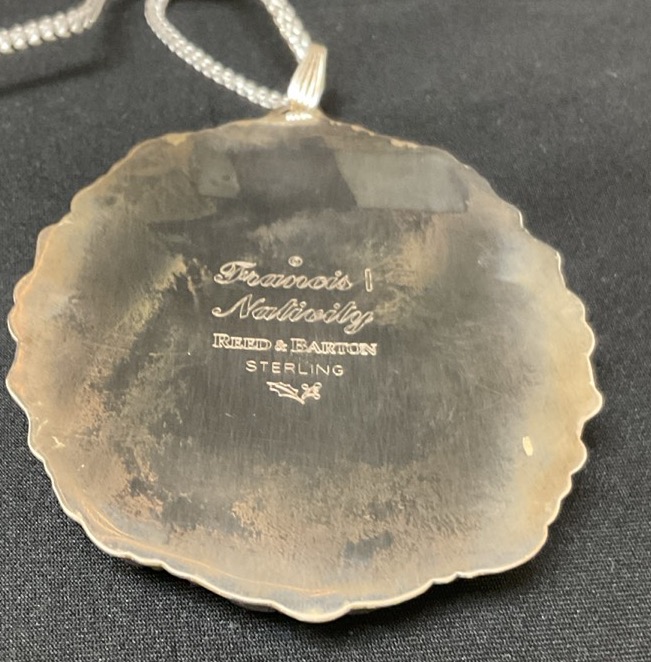 ®
Francis I
Nativity
REED & BARTON
STERLING